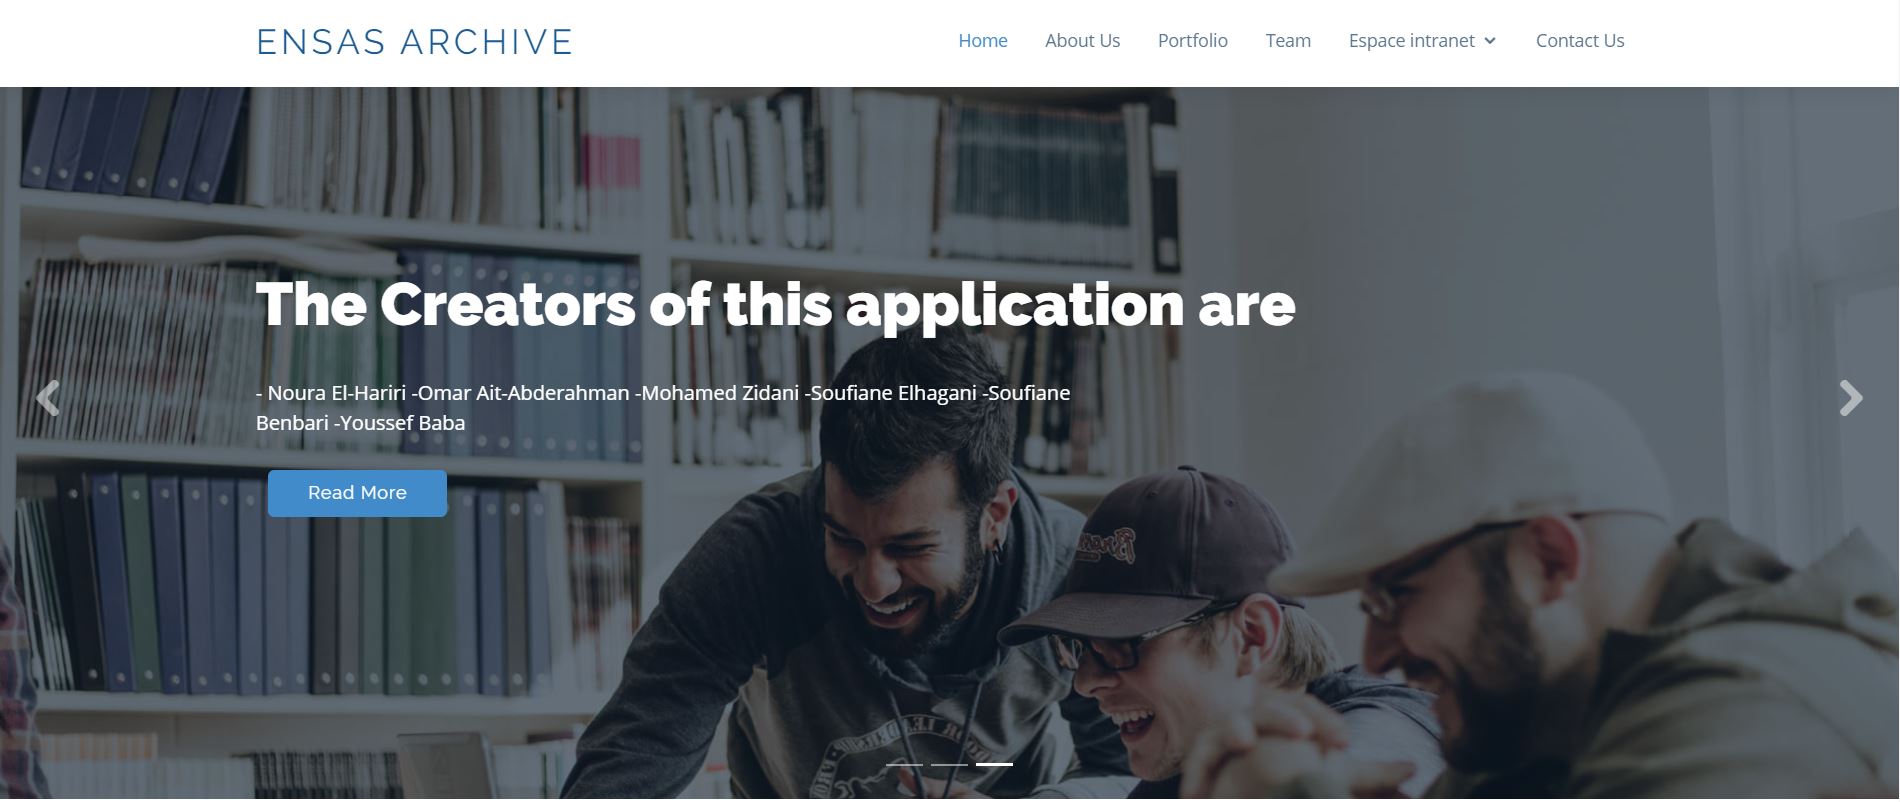 ENSAS ARCHIVE
Home About Us Portfolio Team Espace intranet Contact Us
The Creators of this application are
- Noura El-Hariri -Omar Ait-Abderahman -Mohamed Zidani -Soufiane Elhagani -Soufiane
Benbari -Youssef Baba
Read More